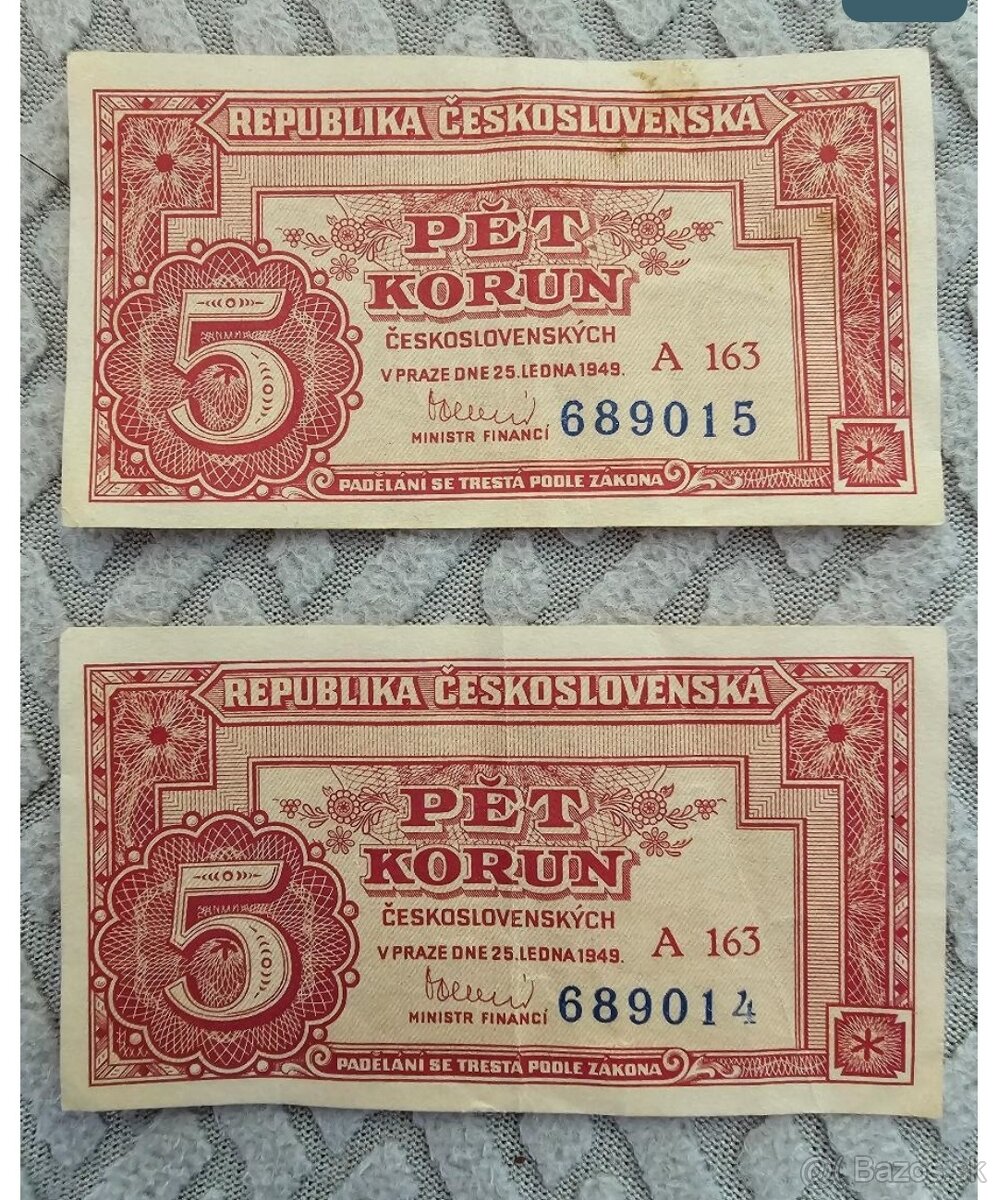 REPUBLIKA ČESKOSLOVENSKÁ
PĚT
KORUN
ČESKOSLOVENSKÝCH
V PRAZE DNE 25. LEDNA 1949.
A 163
5
689015
MINISTR FINANCÍ
PADĚLÁNÍ SE TRESTÁ PODLE ZÁKONA
REPUBLIKA ČESKOSLOVENSKÁ
PĚT
KORUN
ČESKOSLOVENSKÝCH
V PRAZE DNE 25. LEDNA 1949.
A 163
5
689014
MINISTR FINANCÍ
PADĚLÁNÍ SE TRESTÁ PODLE ZÁKONA